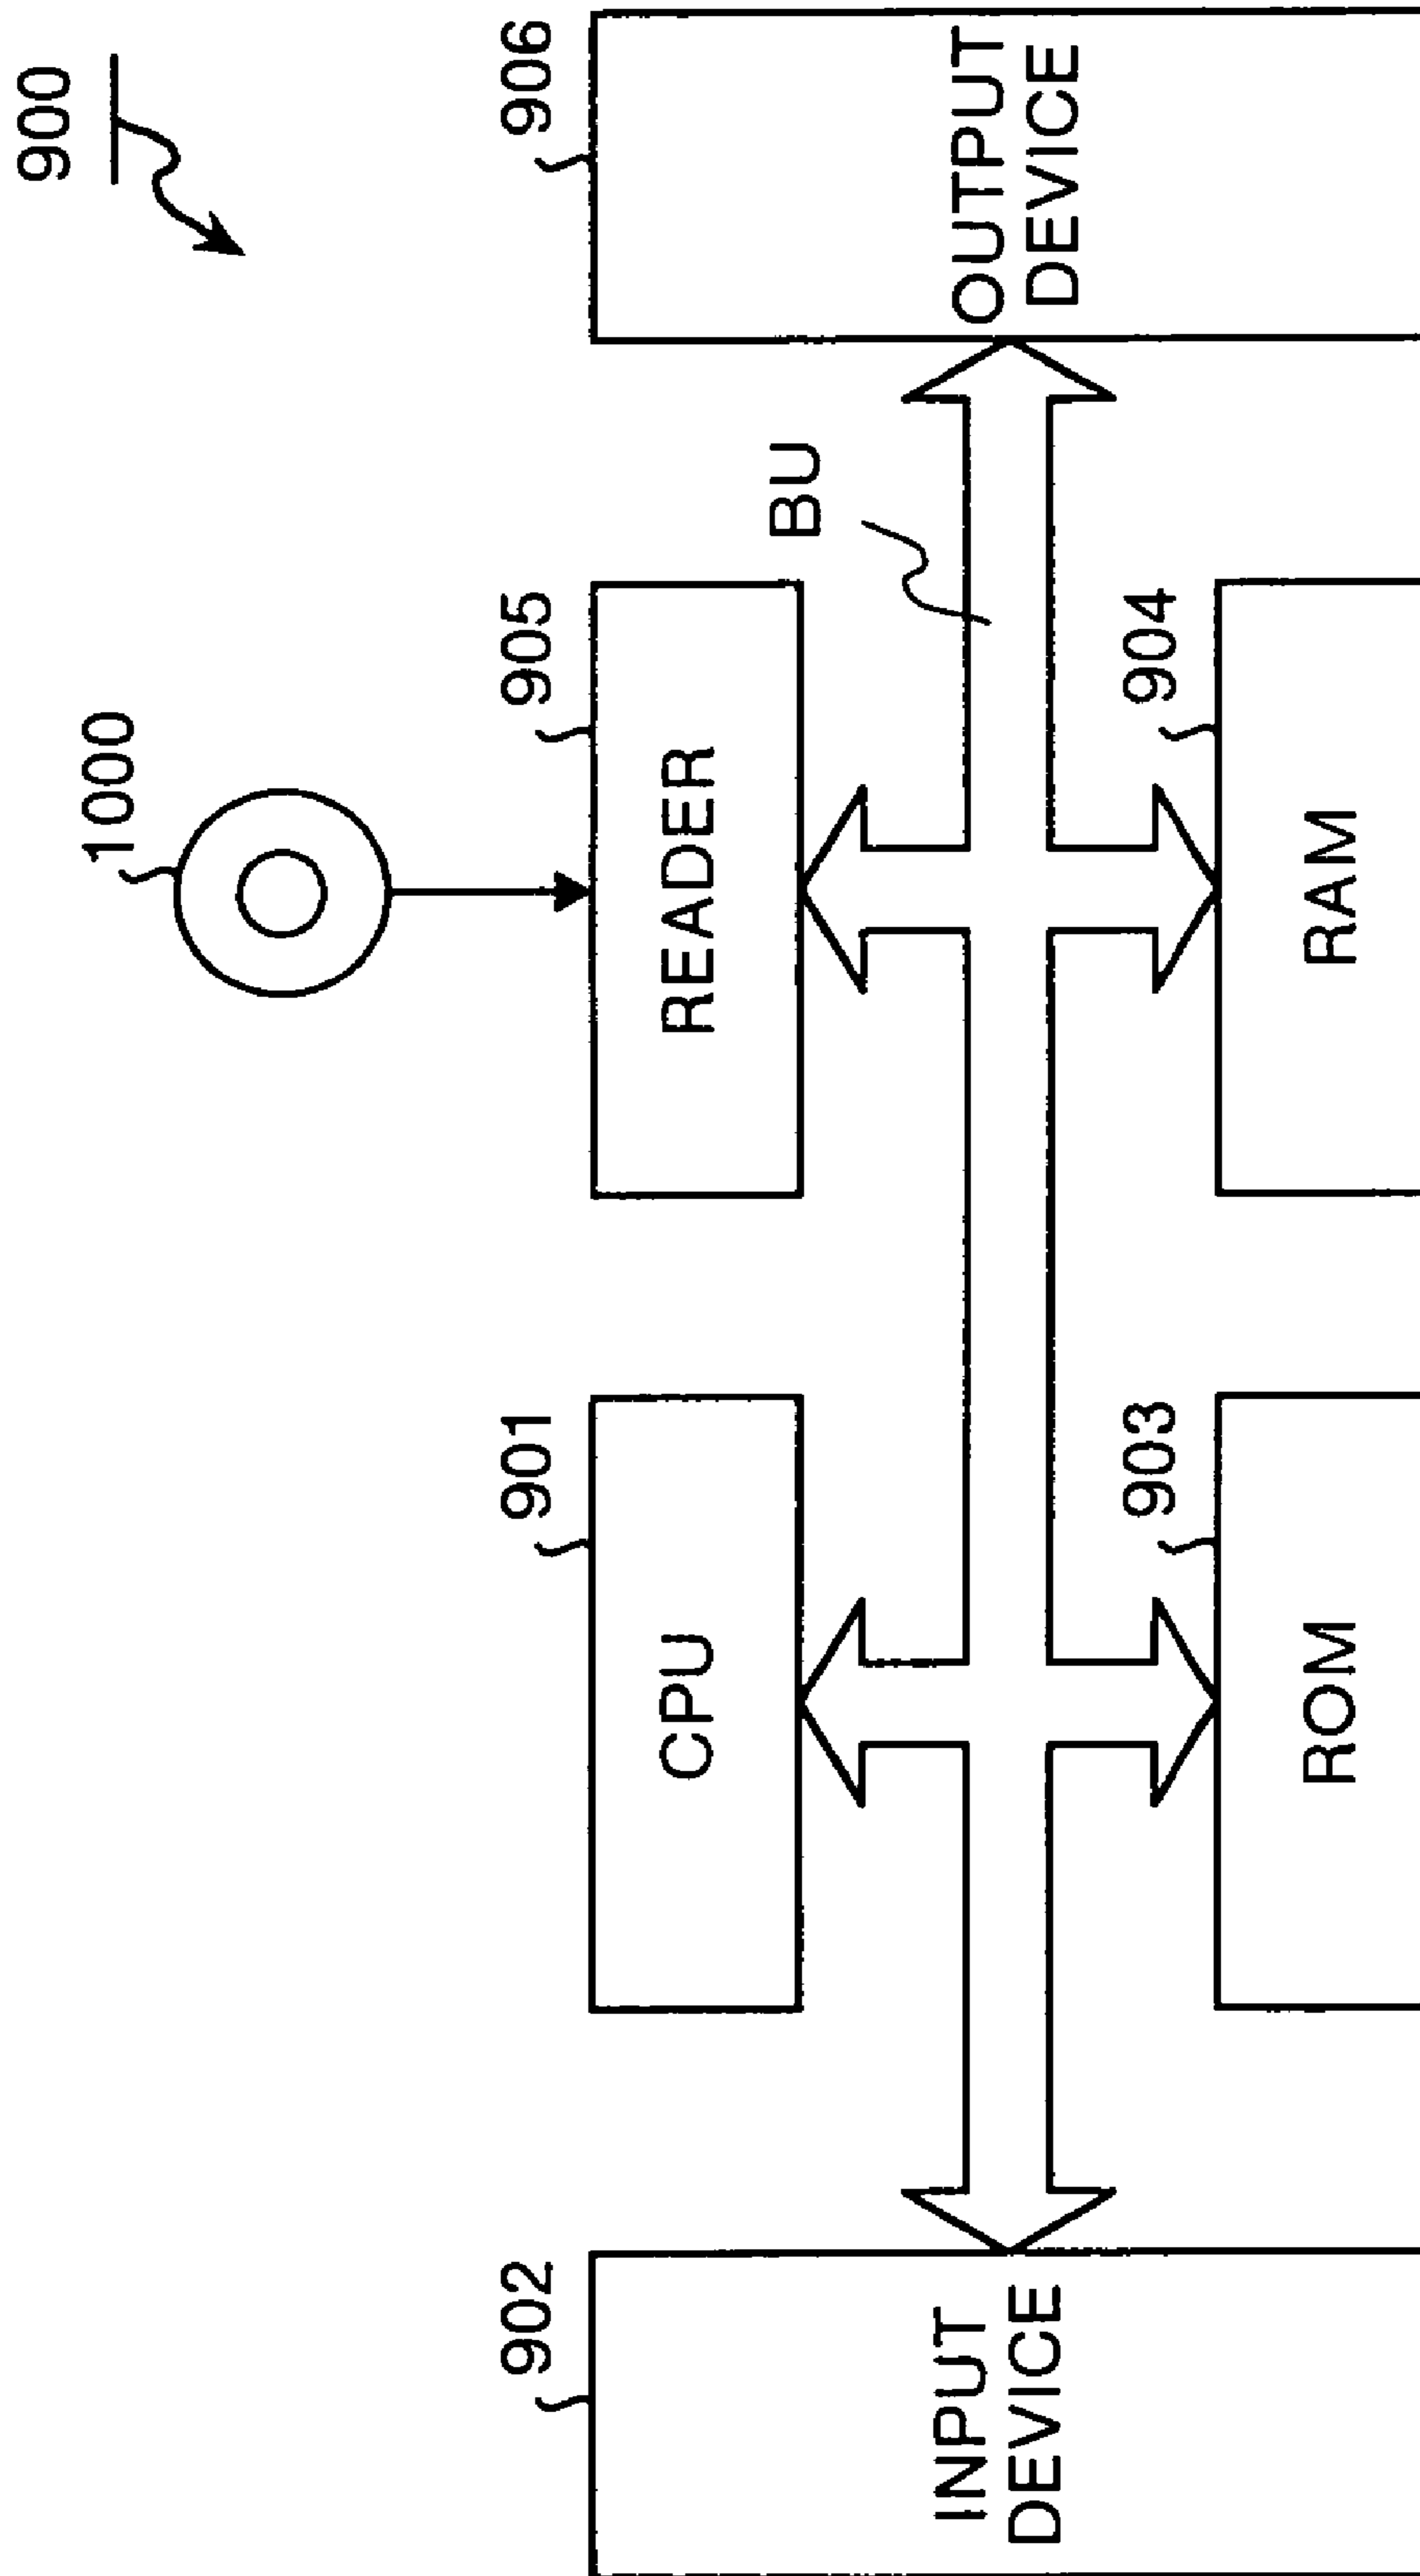 900
1000
902
901
905
906
INPUT
DEVICE
CPU
READER
OUTPUT
DEVICE
BU
903
904
ROM
RAM